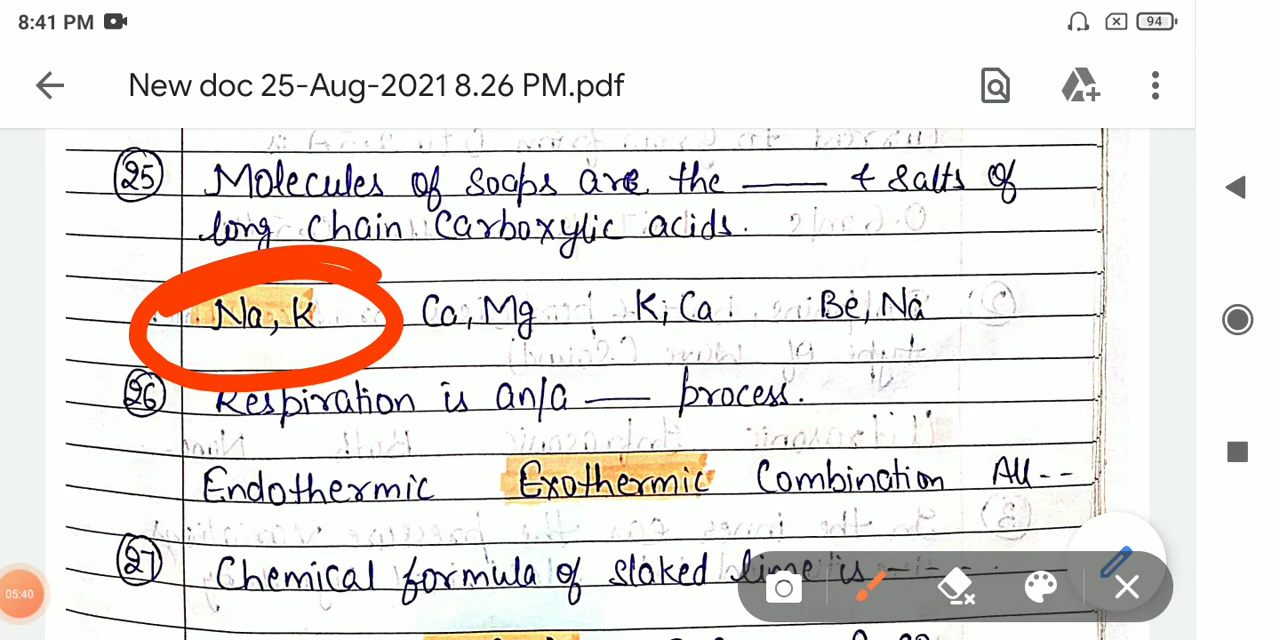 8:41 PM
94
New doc 25-Aug-2021 8.26 PM.pdf
25 Molecules of soaps are the —— & salts of
long chain carboxylic acids.
Na, K Ca, Mg K, Ca Be, Na
26 Respiration is an/a —— process.
Endothermic Exothermic Combination All --
27 Chemical formula of slaked lime is ----.
05:40